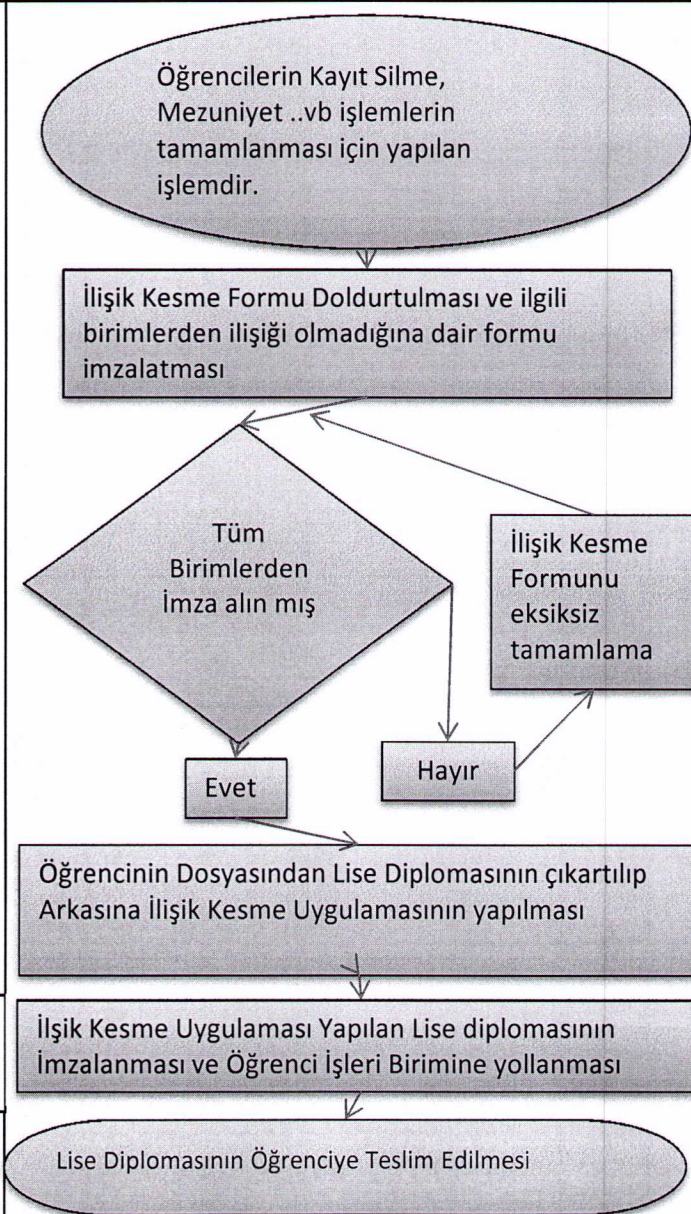 Öğrencilerin Kayıt Silme,
Mezuniyet ..vb işlemlerin
tamamlanması için yapılan
işlemdir.
İlişik Kesme Formu Doldurtulması ve ilgili
birimlerden ilişiği olmadığına dair formu
imzalatması
Tüm
Birimlerden
İmza alın mış
İlişik Kesme
Formunu
eksiksiz
tamamlama
Evet
Hayır
Öğrencinin Dosyasından Lise Diplomasının çıkartılıp
Arkasına İlişik Kesme Uygulamasının yapılması
İlşik Kesme Uygulaması Yapılan Lise diplomasının
İmzalanması ve Öğrenci İşleri Birimine yollanması
Lise Diplomasının Öğrenciye Teslim Edilmesi